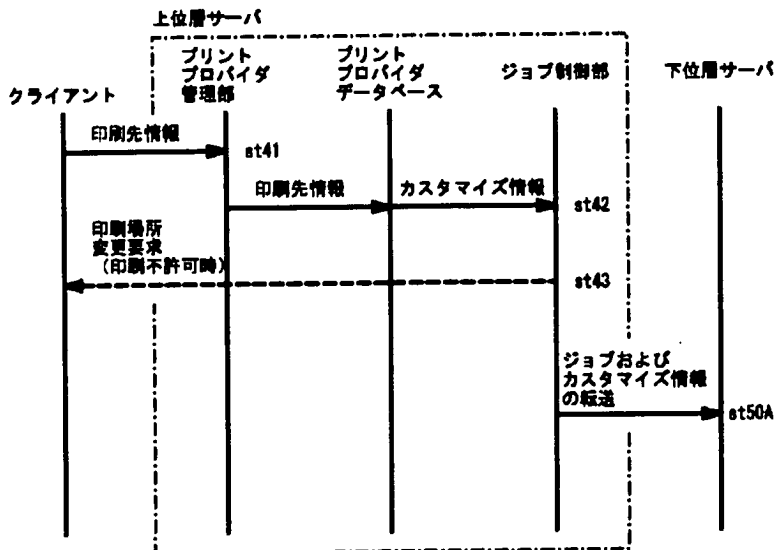 上位層サーバ
クライアント
プリント
プロバイダ
管理部
プリント
プロバイダ
データベース
ジョブ制御部
下位層サーバ
印刷先情報
st41
印刷先情報
カスタマイズ情報
st42
印刷場所
変更要求
(印刷不許可時)
st43
ジョブおよび
カスタマイズ情報
の転送
st50A